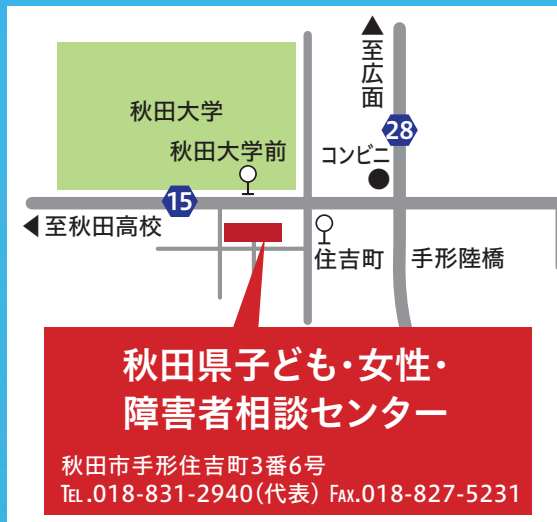 ▲至広面
秋田大学
28
秋田大学前
コンビニ
15
◀至秋田高校
住吉町
手形陸橋
秋田県子ども・女性・
障害者相談センター
秋田市手形住吉町3番6号
TEL.018-831-2940(代表) FAX.018-827-5231